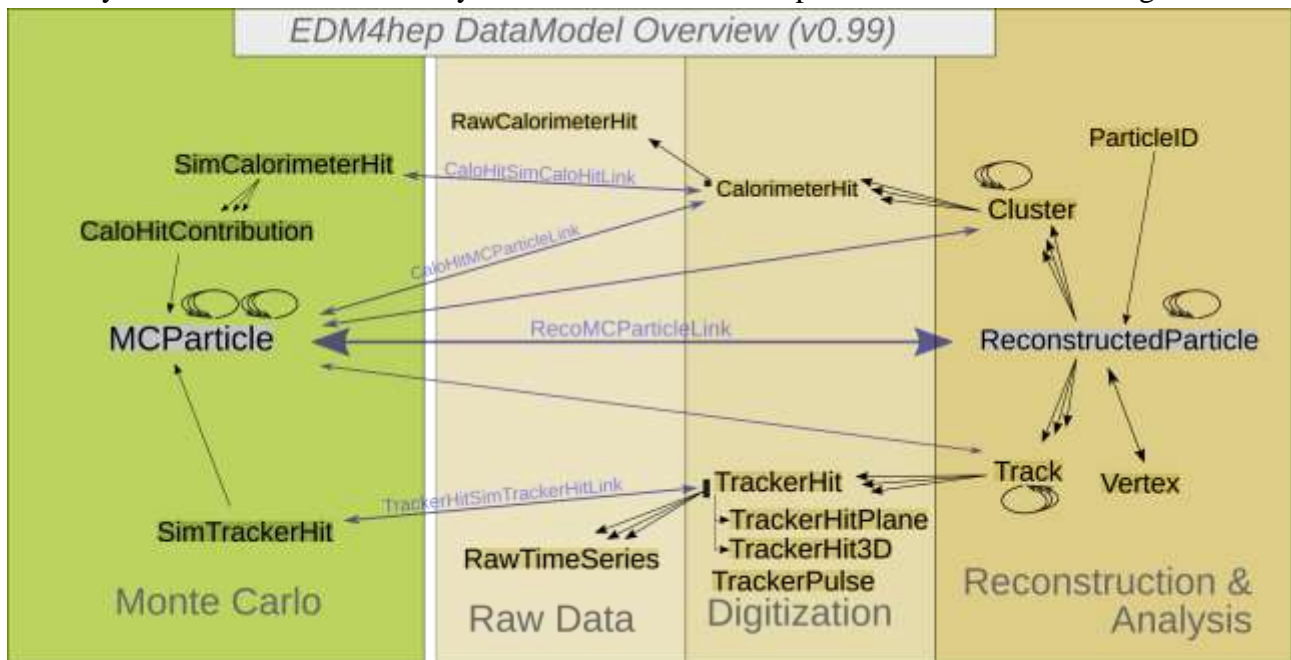 EDM4hep DataModel Overview (v0.99)
RawCalorimeterHit
ParticleID
SimCalorimeterHit
CaloHitSimCaloHitLink
CalorimeterHit
Cluster
CaloHitContribution
CaloHitMCParticleLink
MCParticle
RecoMCParticleLink
ReconstructedParticle
Track
TrackerHit
Vertex
TrackerHitSimTrackerHitLink
TrackerHitPlane
SimTrackerHit
TrackerHit3D
RawTimeSeries
TrackerPulse
Monte Carlo
Raw Data
Digitization
Reconstruction &
Analysis